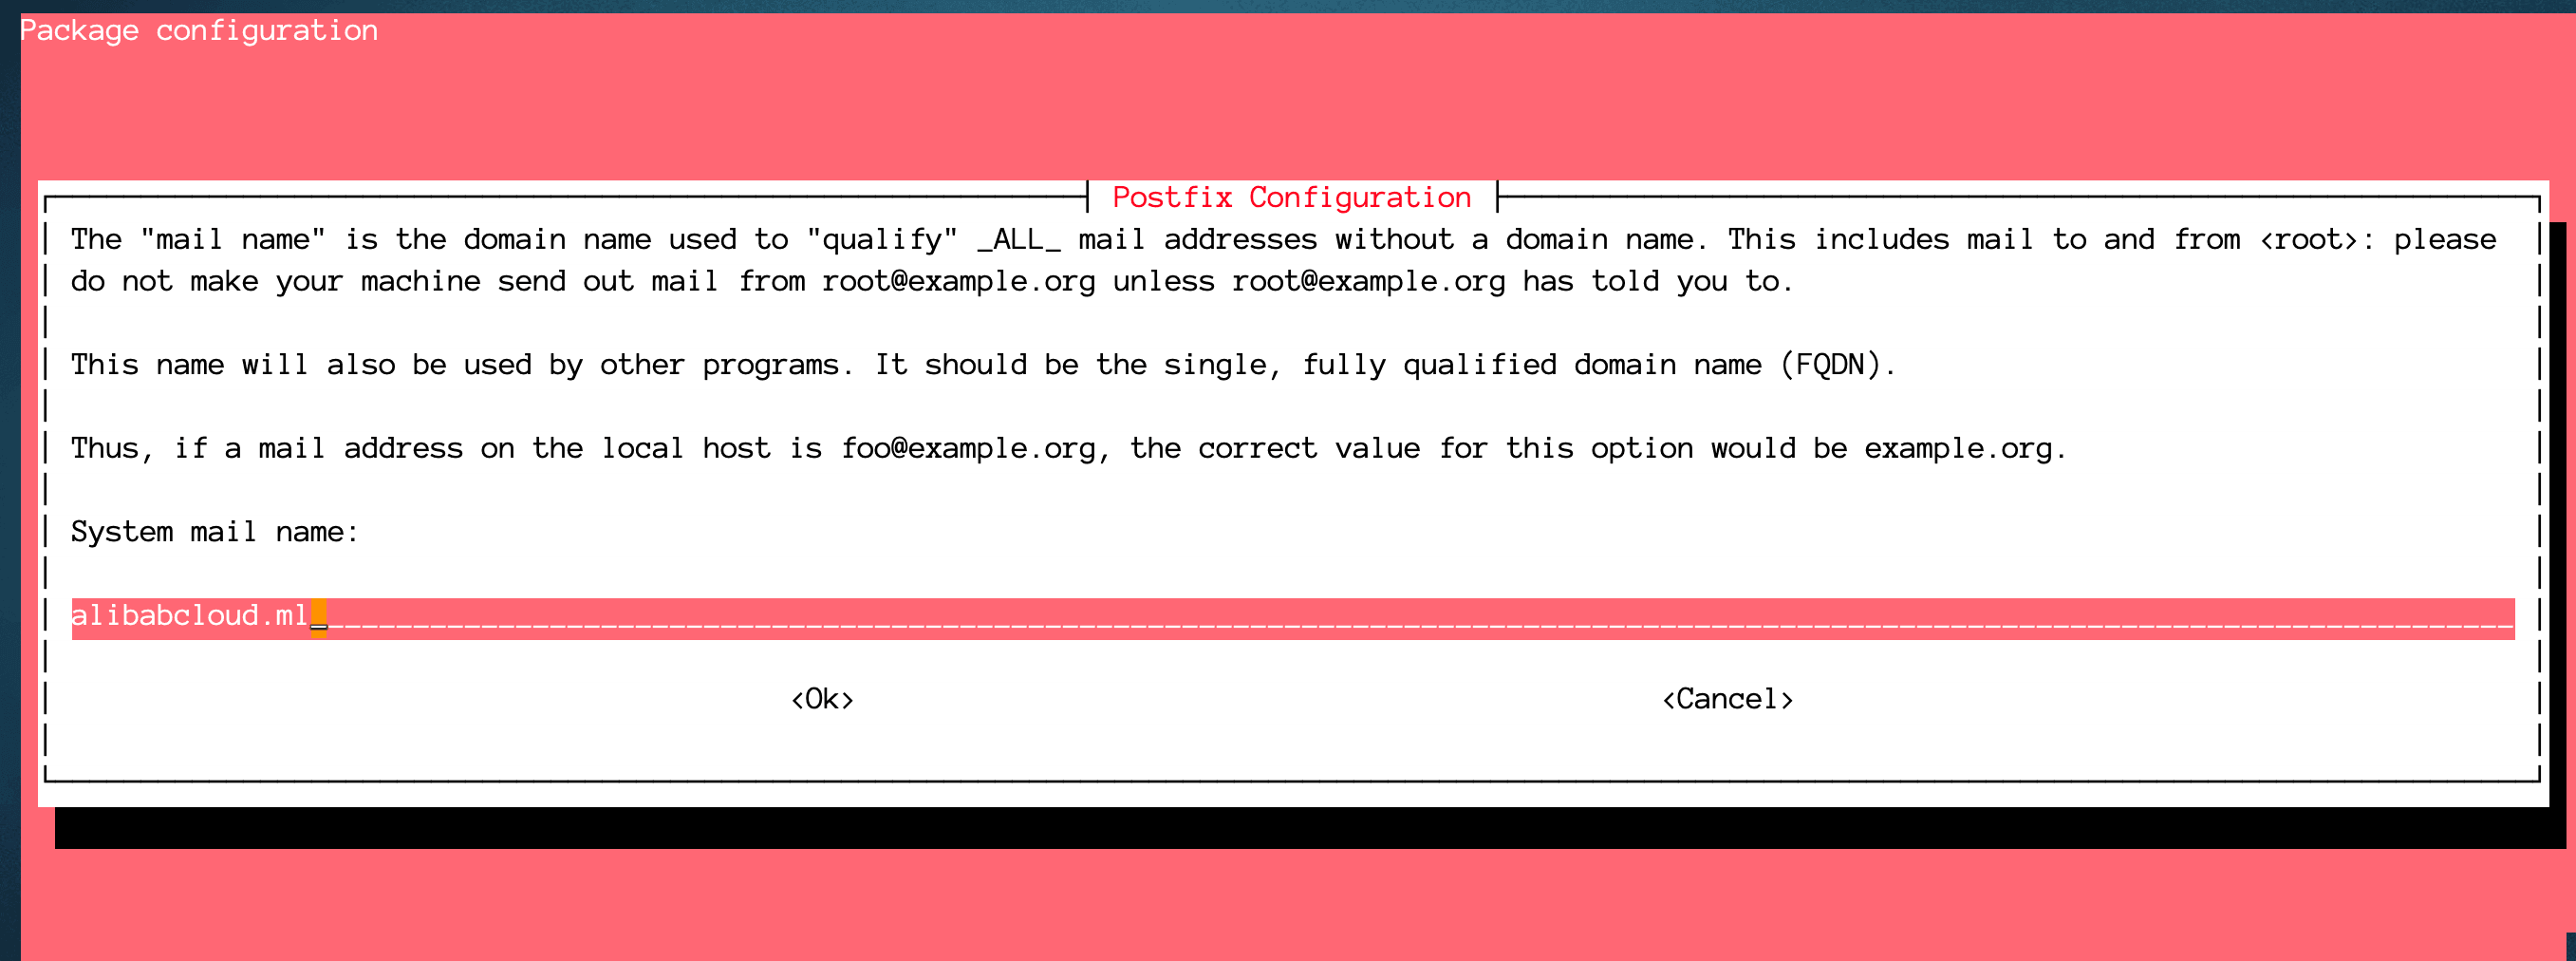 Package configuration
Postfix Configuration
The "mail name" is the domain name used to "qualify" _ALL_ mail addresses without a domain name. This includes mail to and from <root>: please
do not make your machine send out mail from root@example.org unless root@example.org has told you to.
This name will also be used by other programs. It should be the single, fully qualified domain name (FQDN).
Thus, if a mail address on the local host is foo@example.org, the correct value for this option would be example.org.
System mail name:
alibabcloud.ml
<Ok> <Cancel>